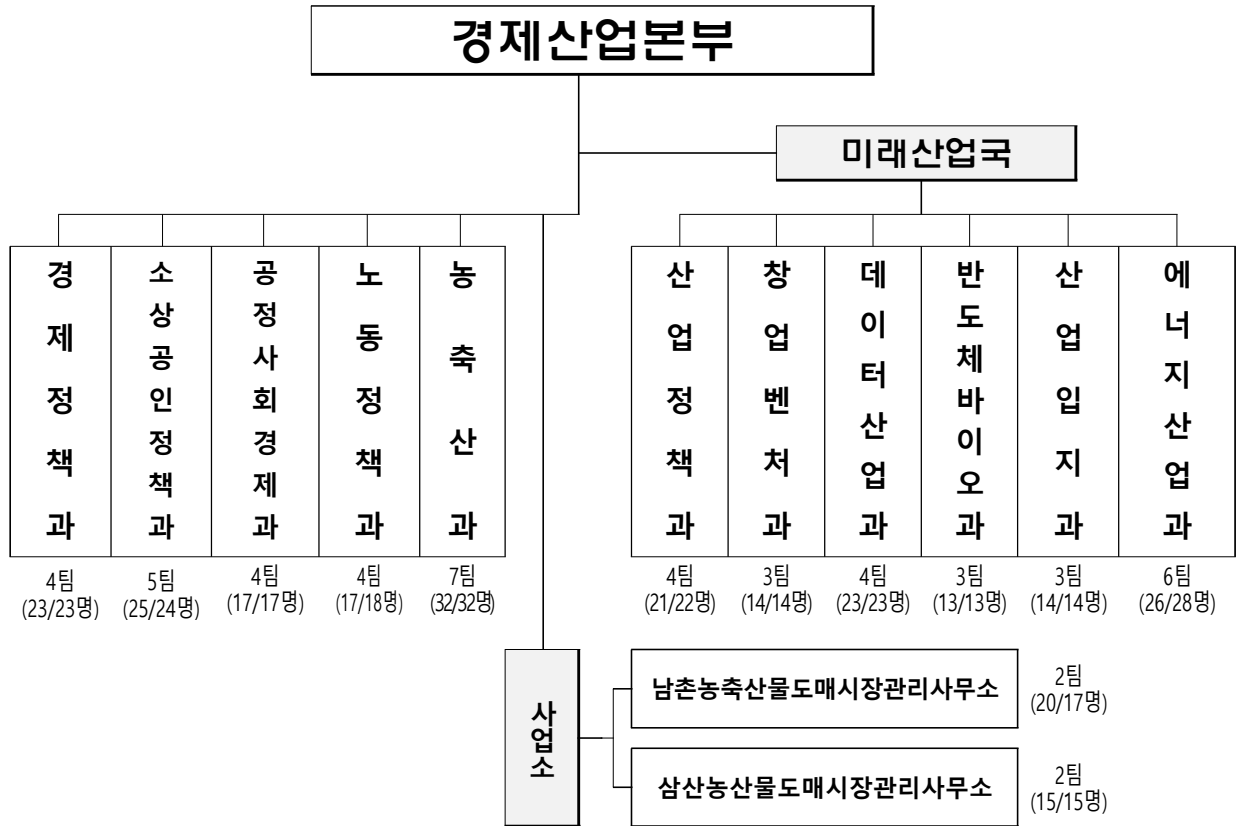 경제산업본부
미래산업국
경제정책과
소상공인정책과
공정사회경제과
노동정책과
농축산과
산업정책과
창업벤처과
데이터산업과
반도체바이오과
산업입지과
에너지산업과
4팀
(23/23명)
5팀
(25/24명)
4팀
(17/17명)
4팀
(17/18명)
7팀
(32/32명)
4팀
(21/22명)
3팀
(14/14명)
4팀
(23/23명)
3팀
(13/13명)
3팀
(14/14명)
6팀
(26/28명)
사업소
남촌농축산물도매시장관리사무소
2팀
(20/17명)
삼산농산물도매시장관리사무소
2팀
(15/15명)